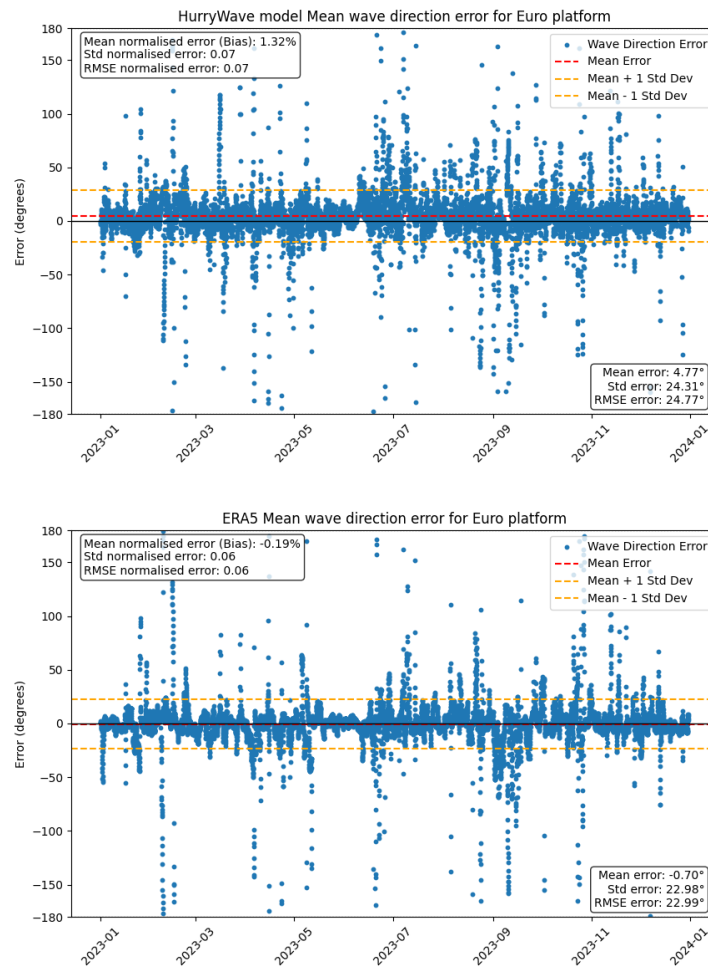 HurryWave model Mean wave direction error for Euro platform
Mean normalised error (Bias): 1.32%
Std normalised error: 0.07
RMSE normalised error: 0.07
Wave Direction Error
Mean Error
Mean + 1 Std Dev
Mean - 1 Std Dev
180
150
100
50
0
−50
−100
−150
−180
Error (degrees)
Mean error: 4.77°
Std error: 24.31°
RMSE error: 24.77°
2023-01
2023-03
2023-05
2023-07
2023-09
2023-11
2024-01
ERA5 Mean wave direction error for Euro platform
Mean normalised error (Bias): -0.19%
Std normalised error: 0.06
RMSE normalised error: 0.06
Wave Direction Error
Mean Error
Mean + 1 Std Dev
Mean - 1 Std Dev
180
150
100
50
0
−50
−100
−150
−180
Error (degrees)
Mean error: -0.70°
Std error: 22.98°
RMSE error: 22.99°
2023-01
2023-03
2023-05
2023-07
2023-09
2023-11
2024-01